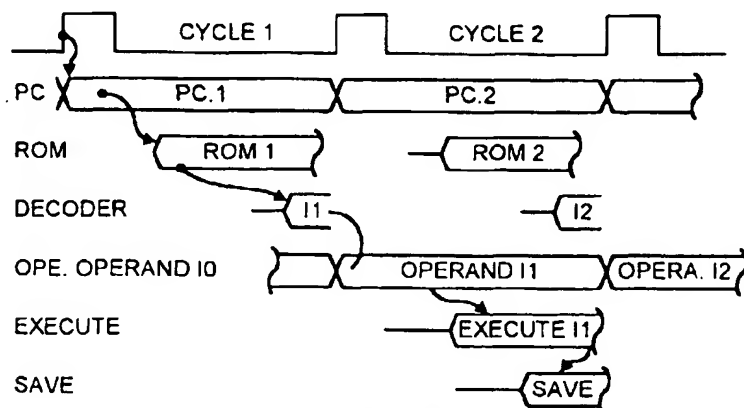 CYCLE 1 CYCLE 2
PC PC.1 PC.2
ROM ROM 1 ROM 2
DECODER I1 I2
OPE. OPERAND I0 OPERAND I1 OPERA. I2
EXECUTE EXECUTE I1
SAVE SAVE